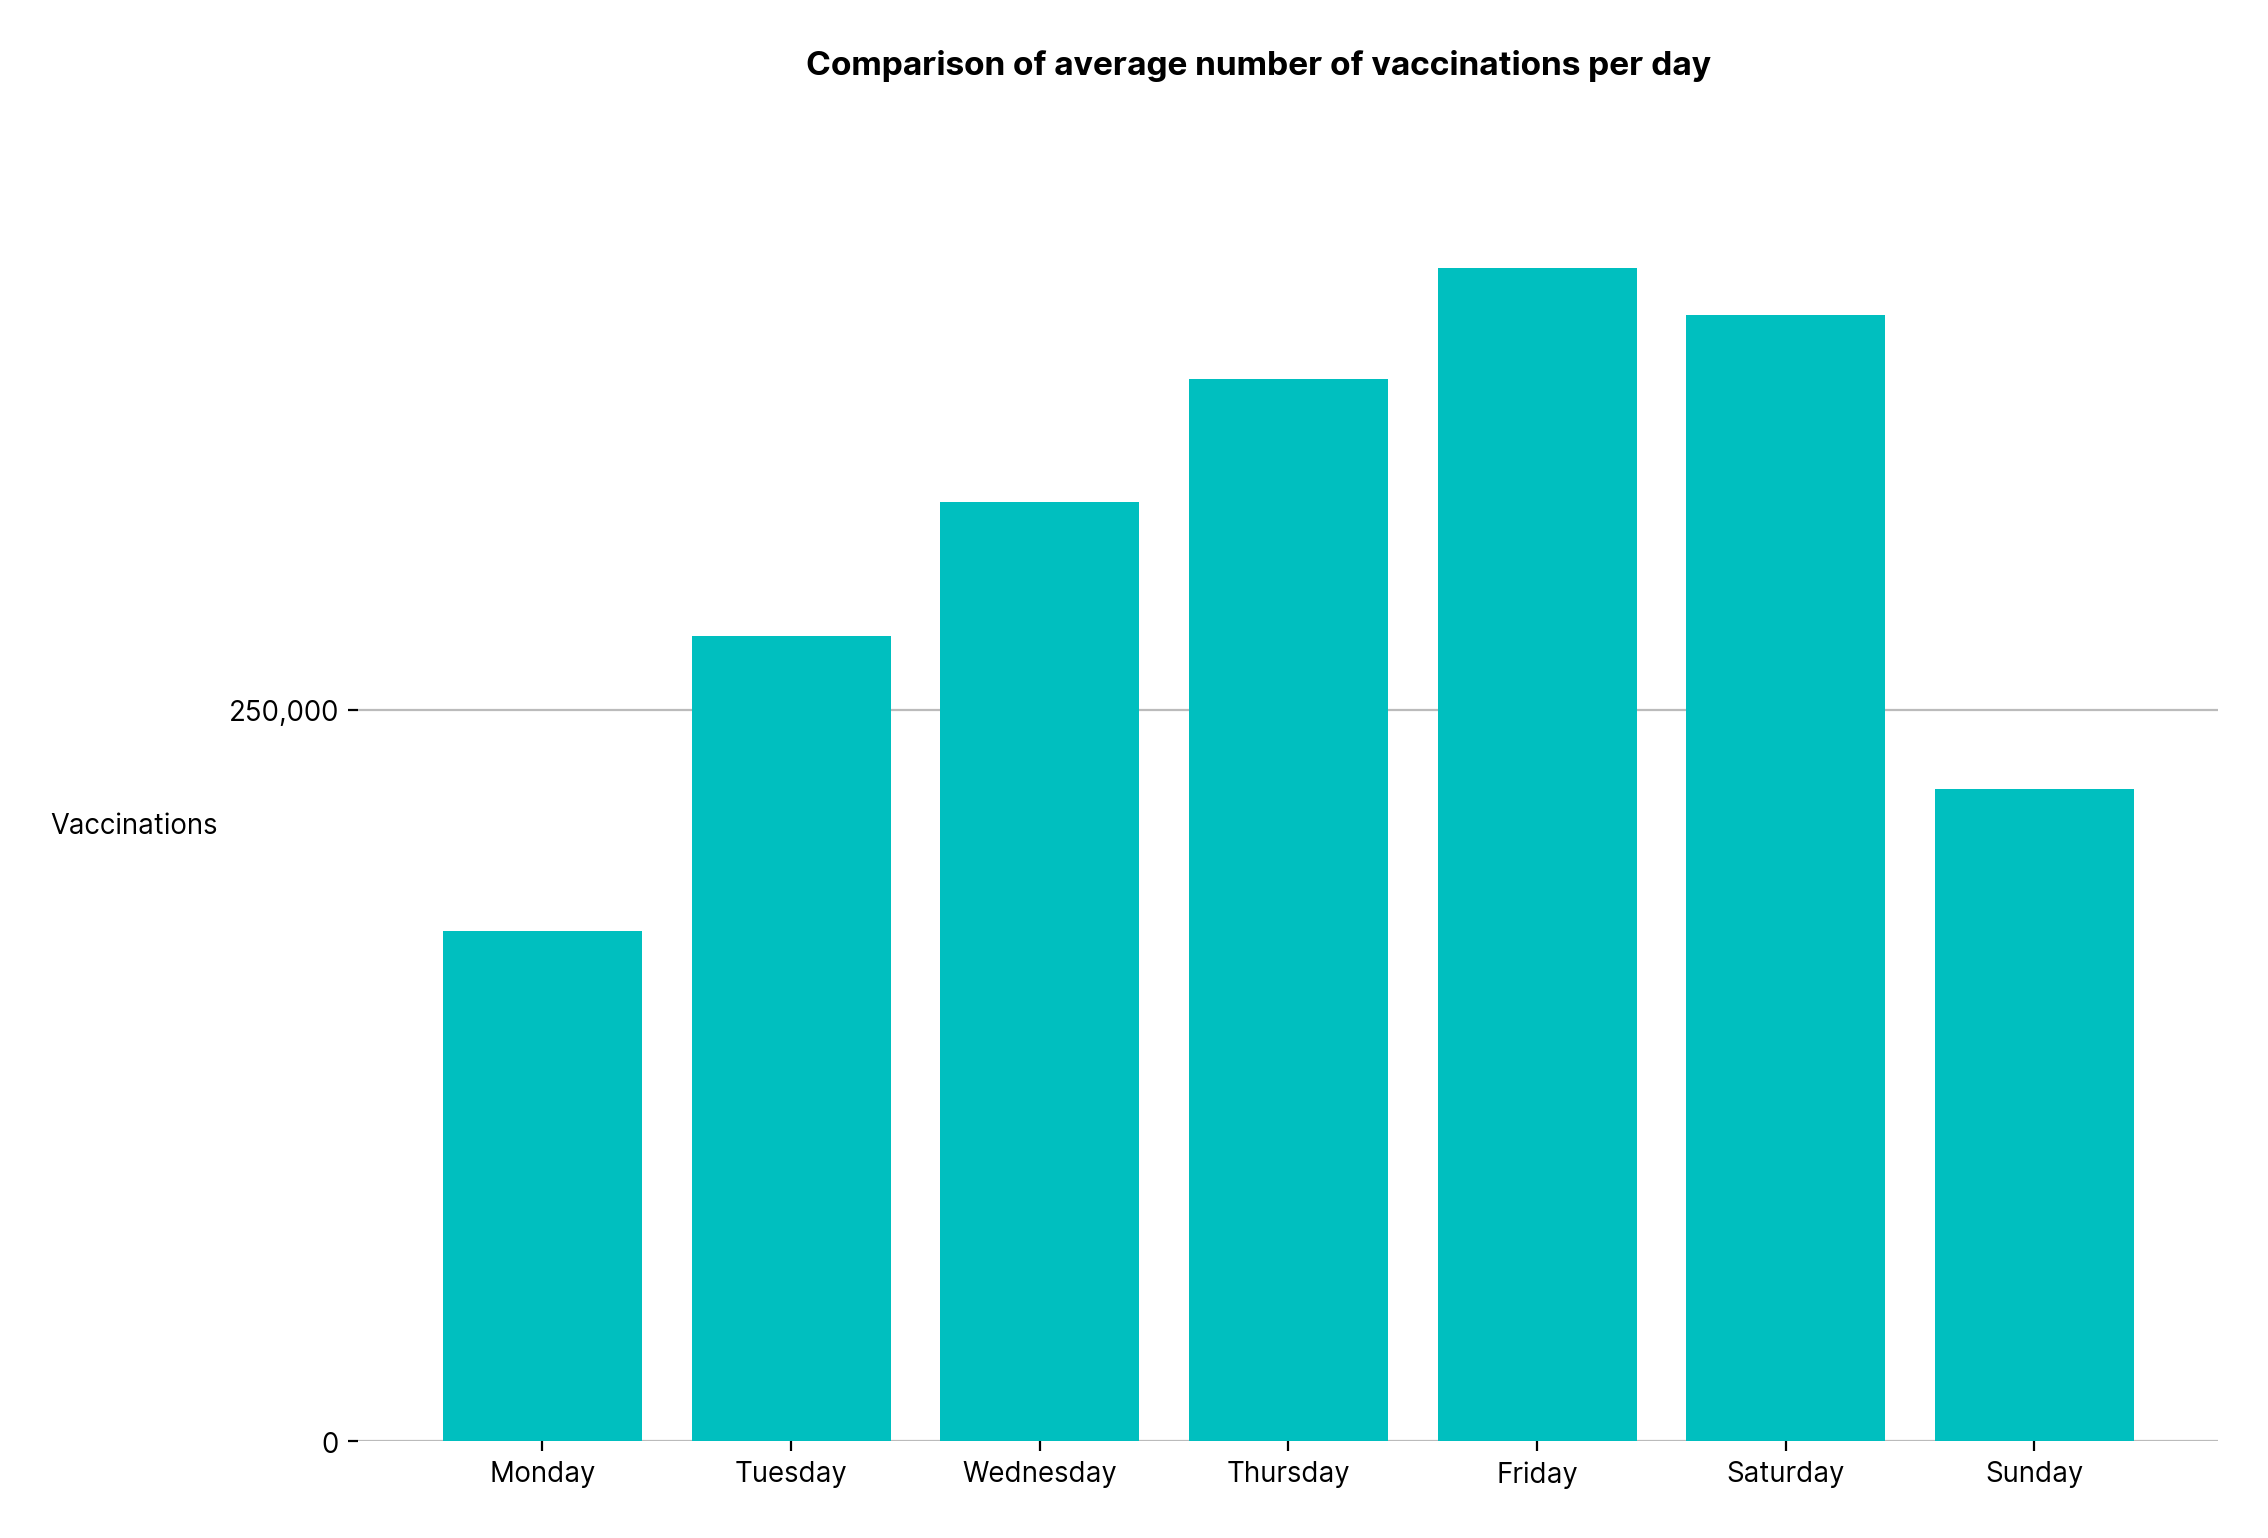 Comparison of average number of vaccinations per day
250,000
Vaccinations
0
Monday Tuesday Wednesday Thursday Friday Saturday Sunday